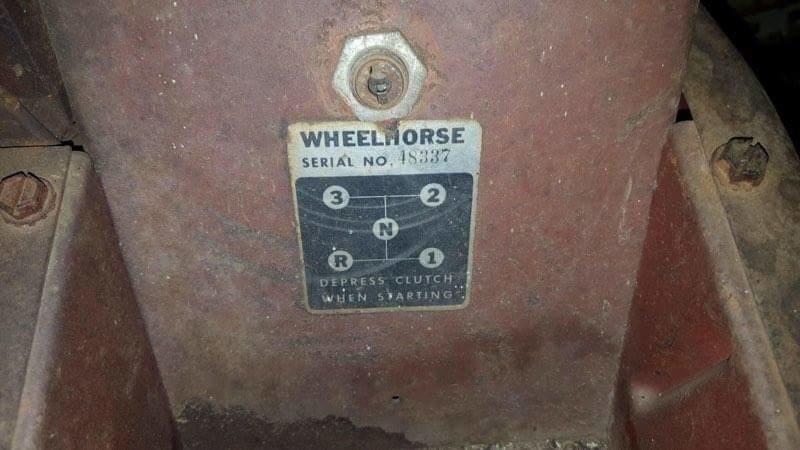 WHEELHORSE
SERIAL NO. 48337
3 2
N
R 1
DEPRESS CLUTCH
WHEN STARTING